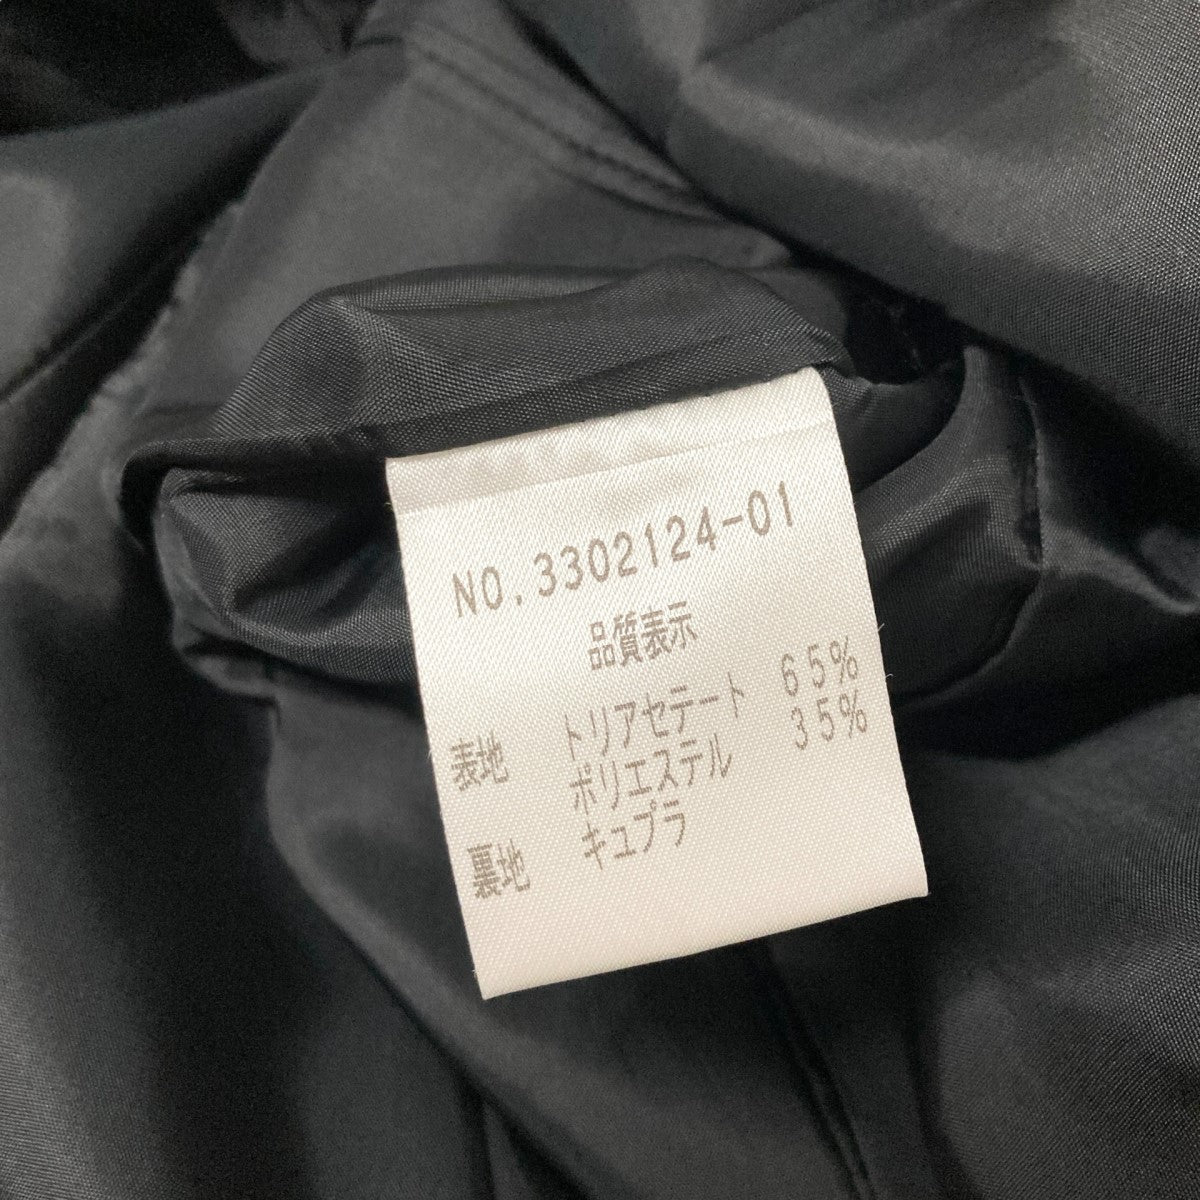 NO.3302124-01
品質表示
表地 トリアセテート 65%
ポリエステル 35%
裏地 キュプラ